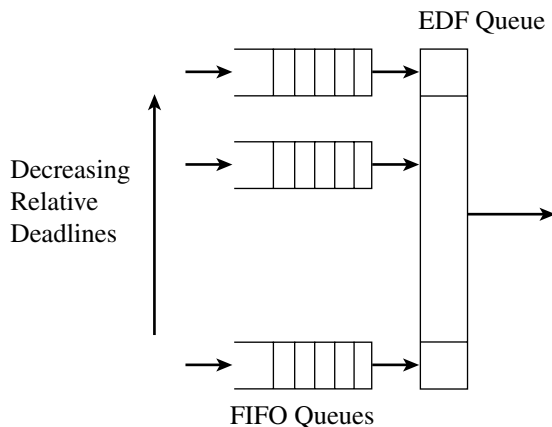 EDF Queue
Decreasing
Relative
Deadlines
FIFO Queues